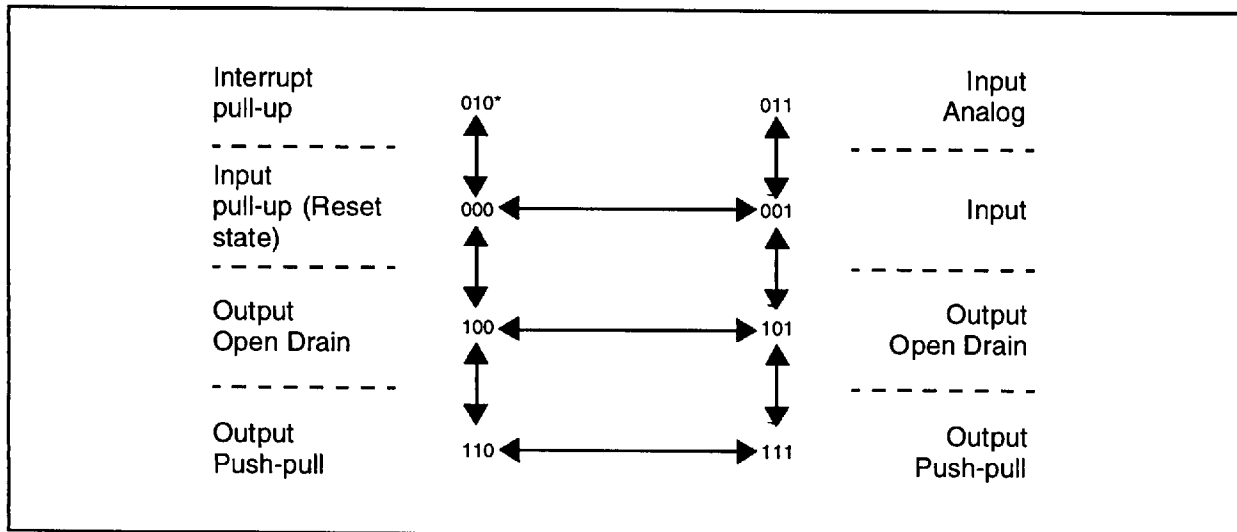 Interrupt
pull-up
010*
011
Input
Analog
Input
pull-up (Reset
state)
000
001
Input
Output
Open Drain
100
101
Output
Open Drain
Output
Push-pull
110
111
Output
Push-pull